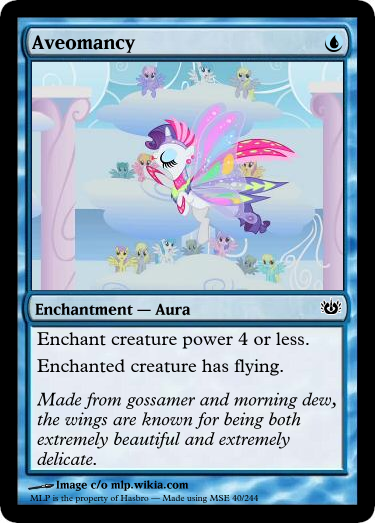 Aveomancy
Enchantment — Aura
Enchant creature power 4 or less.
Enchanted creature has flying.
Made from gossamer and morning dew,
the wings are known for being both
extremely beautiful and extremely
delicate.
Image c/o mlp.wikia.com
MLP is the property of Hasbro — Made using MSE 40/244